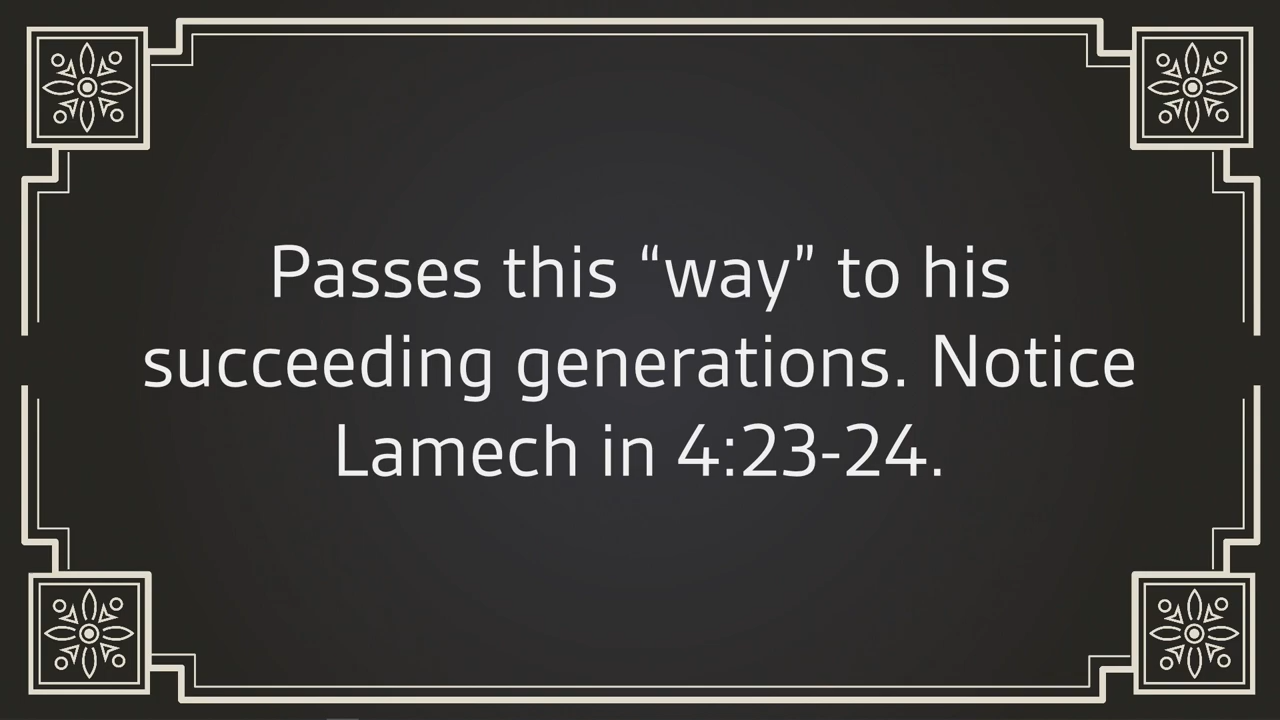 Passes this “way” to his
succeeding generations. Notice
Lamech in 4:23-24.